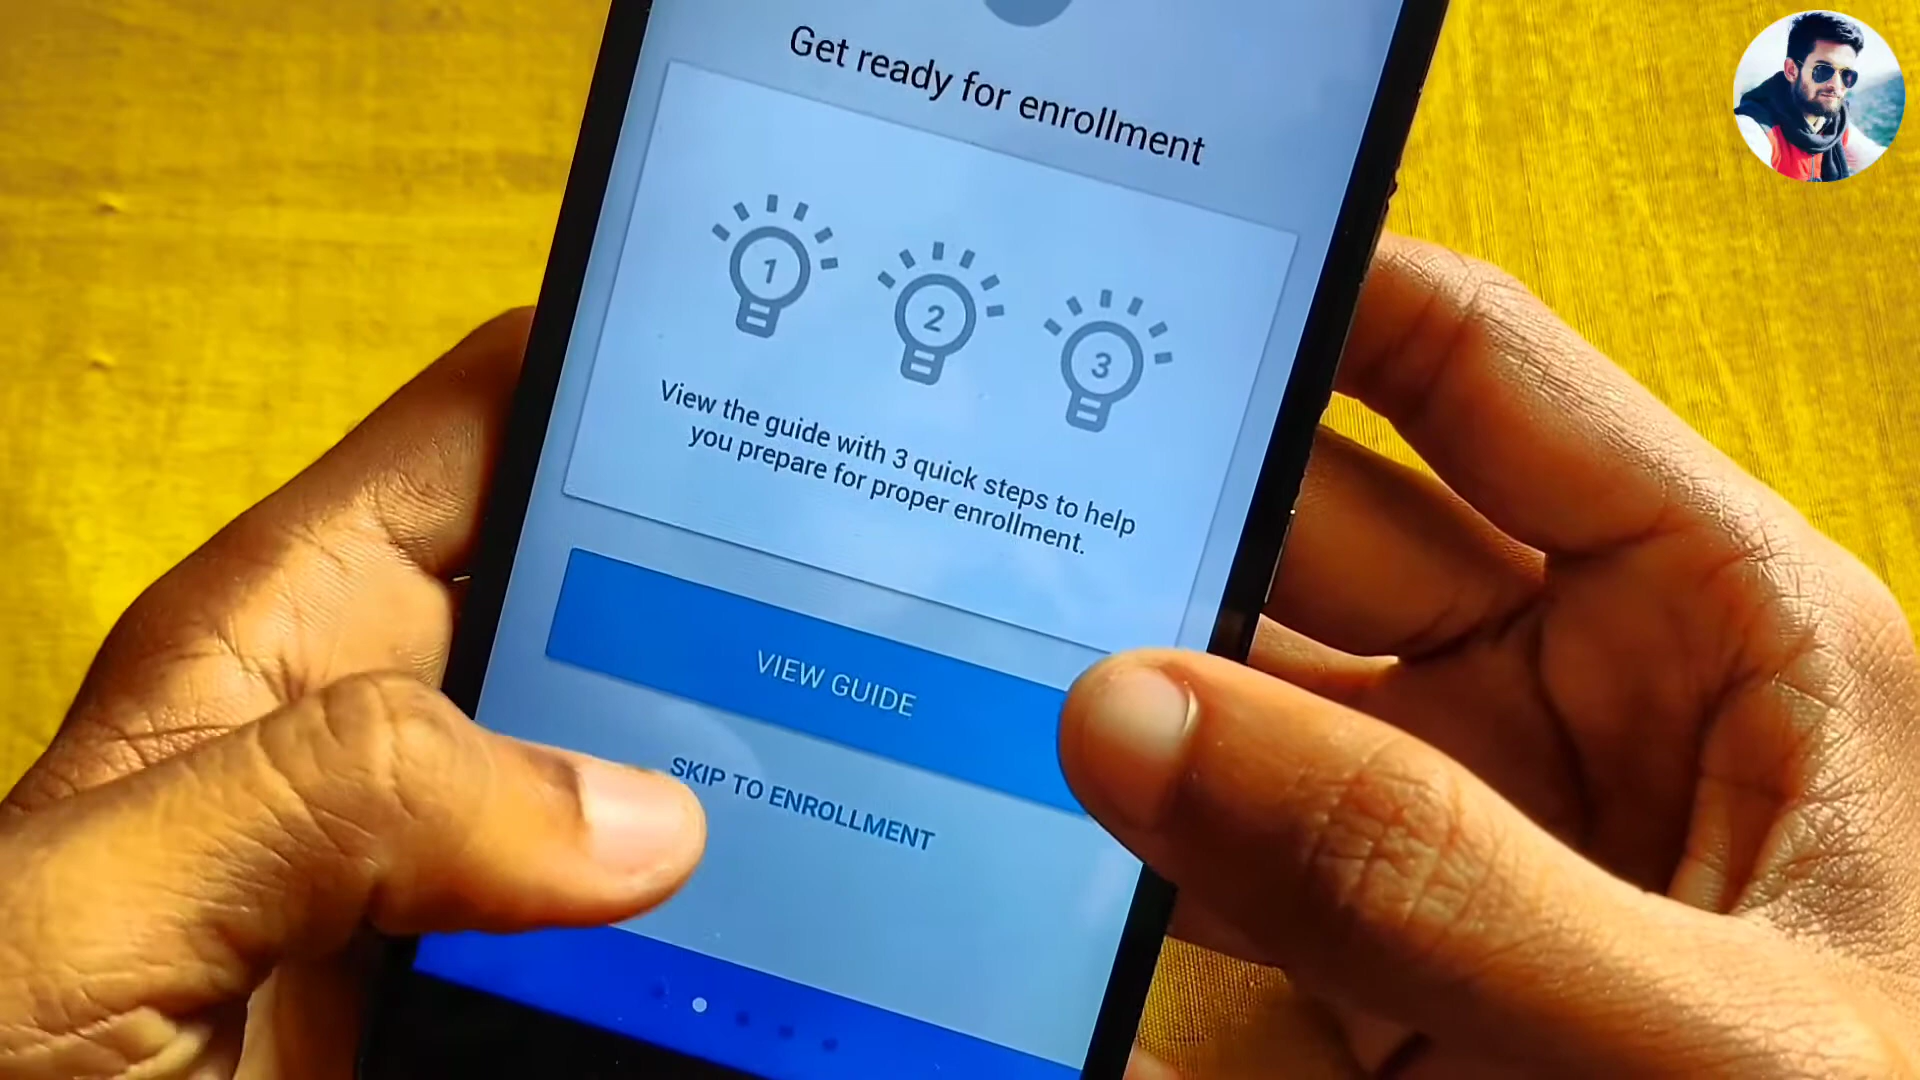 Get ready for enrollment
1
2
3
View the guide with 3 quick steps to help
you prepare for proper enrollment.
VIEW GUIDE
SKIP TO ENROLLMENT